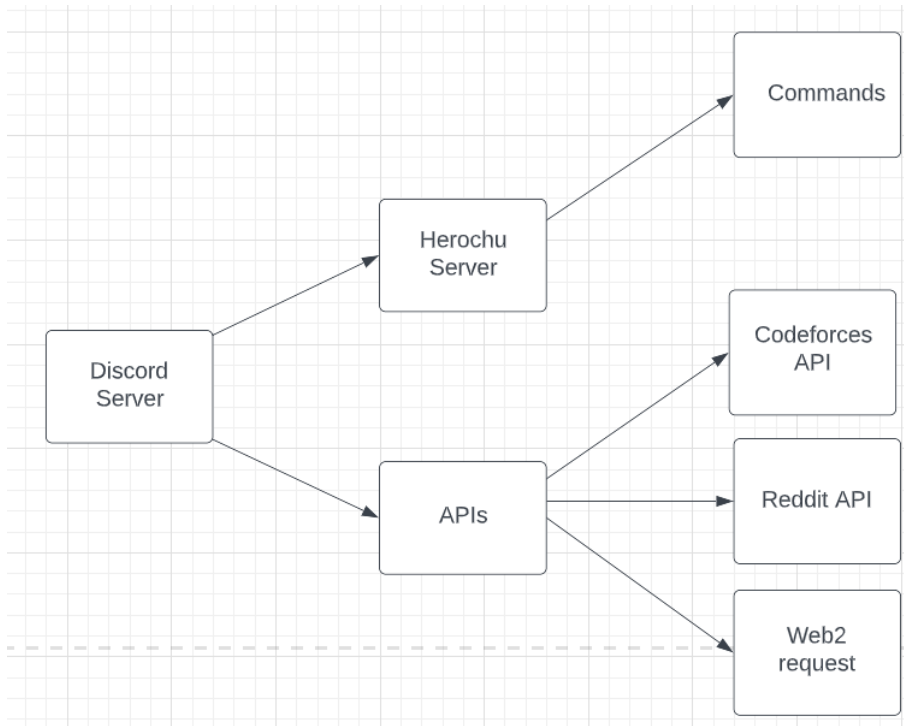 Commands
Herochu
Server
Discord
Server
Codeforces
API
APIs
Reddit API
Web2
request